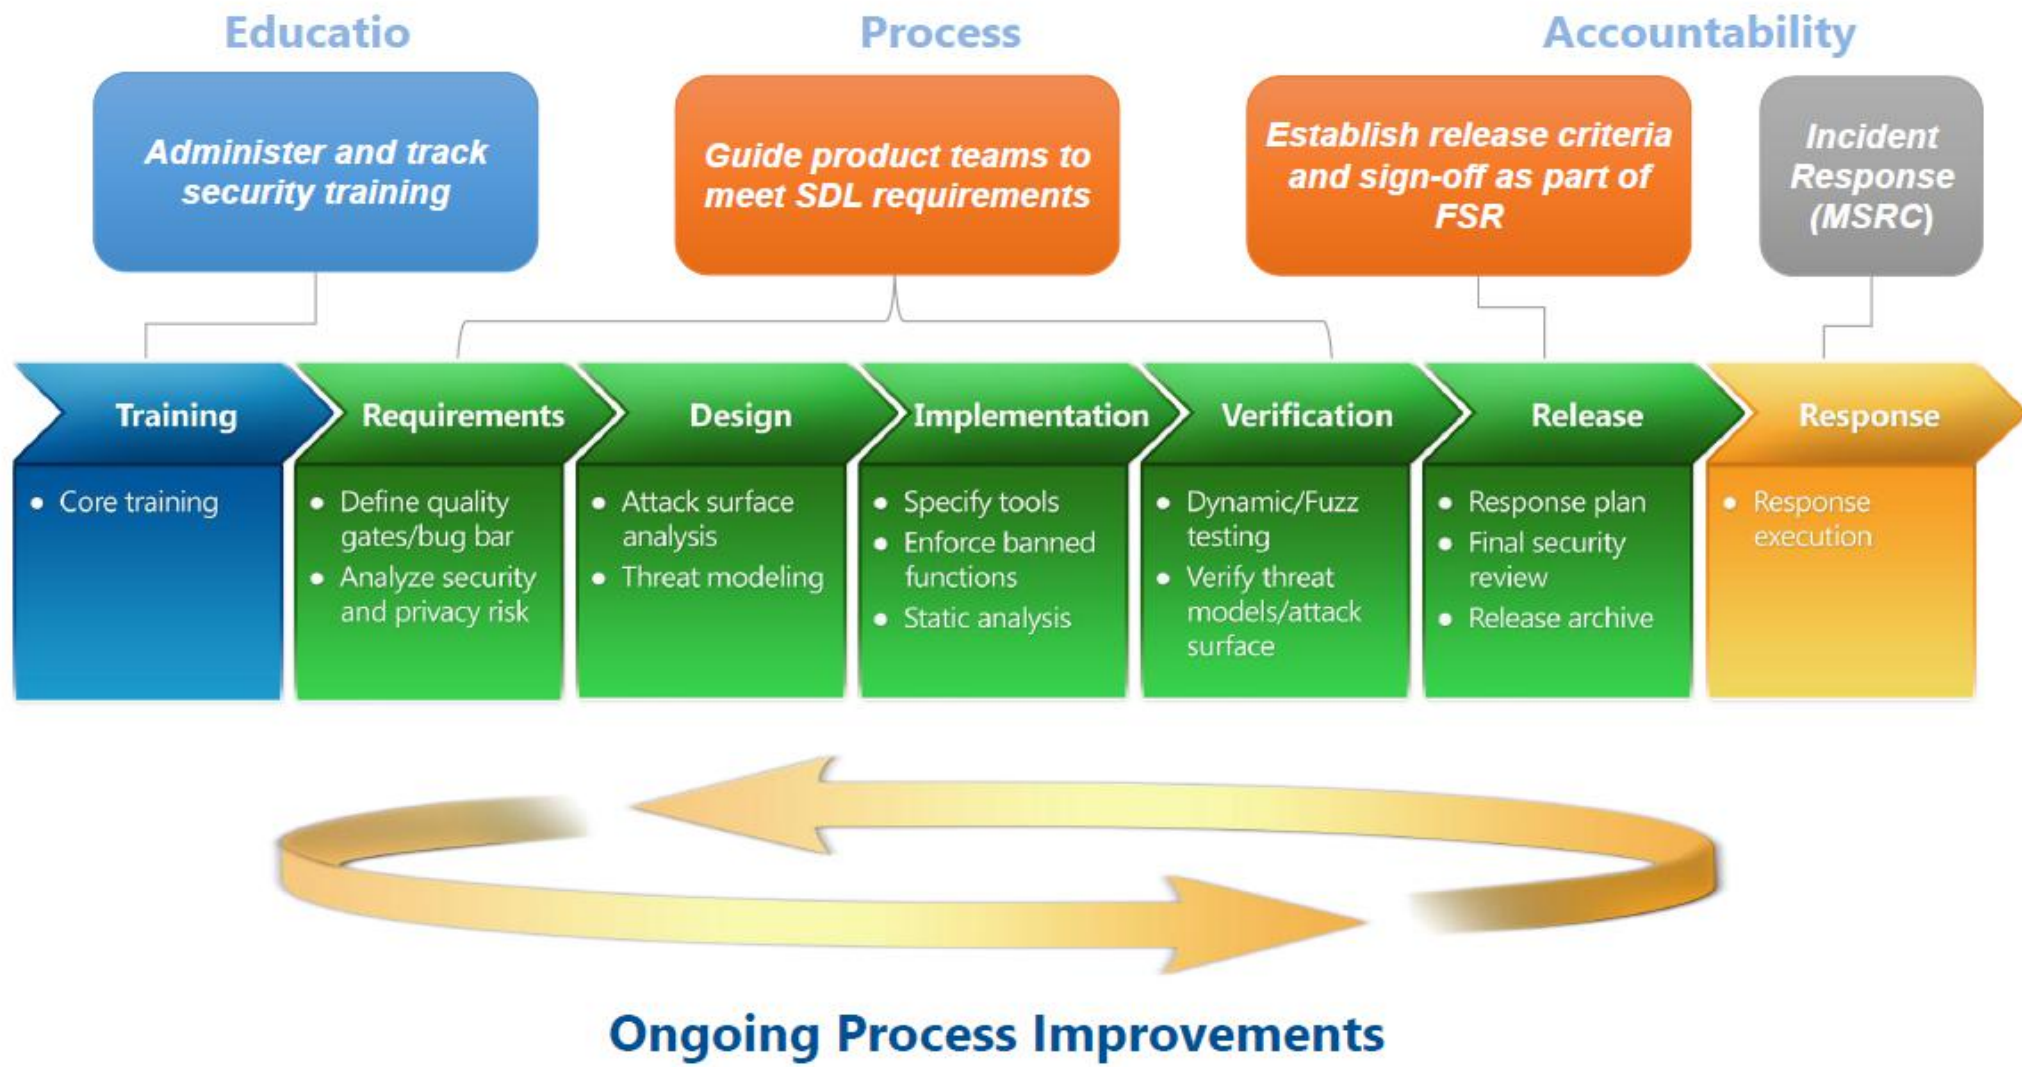 Educatio
Process
Accountability
Administer and track
security training
Guide product teams to
meet SDL requirements
Establish release criteria
and sign-off as part of
FSR
Incident
Response
(MSRC)
Training
Requirements
Design
Implementation
Verification
Release
Response
• Core training
• Define quality
gates/bug bar
• Analyze security
and privacy risk
• Attack surface
analysis
• Threat modeling
• Specify tools
• Enforce banned
functions
• Static analysis
• Dynamic/Fuzz
testing
• Verify threat
models/attack
surface
• Response plan
• Final security
review
• Release archive
• Response
execution
Ongoing Process Improvements